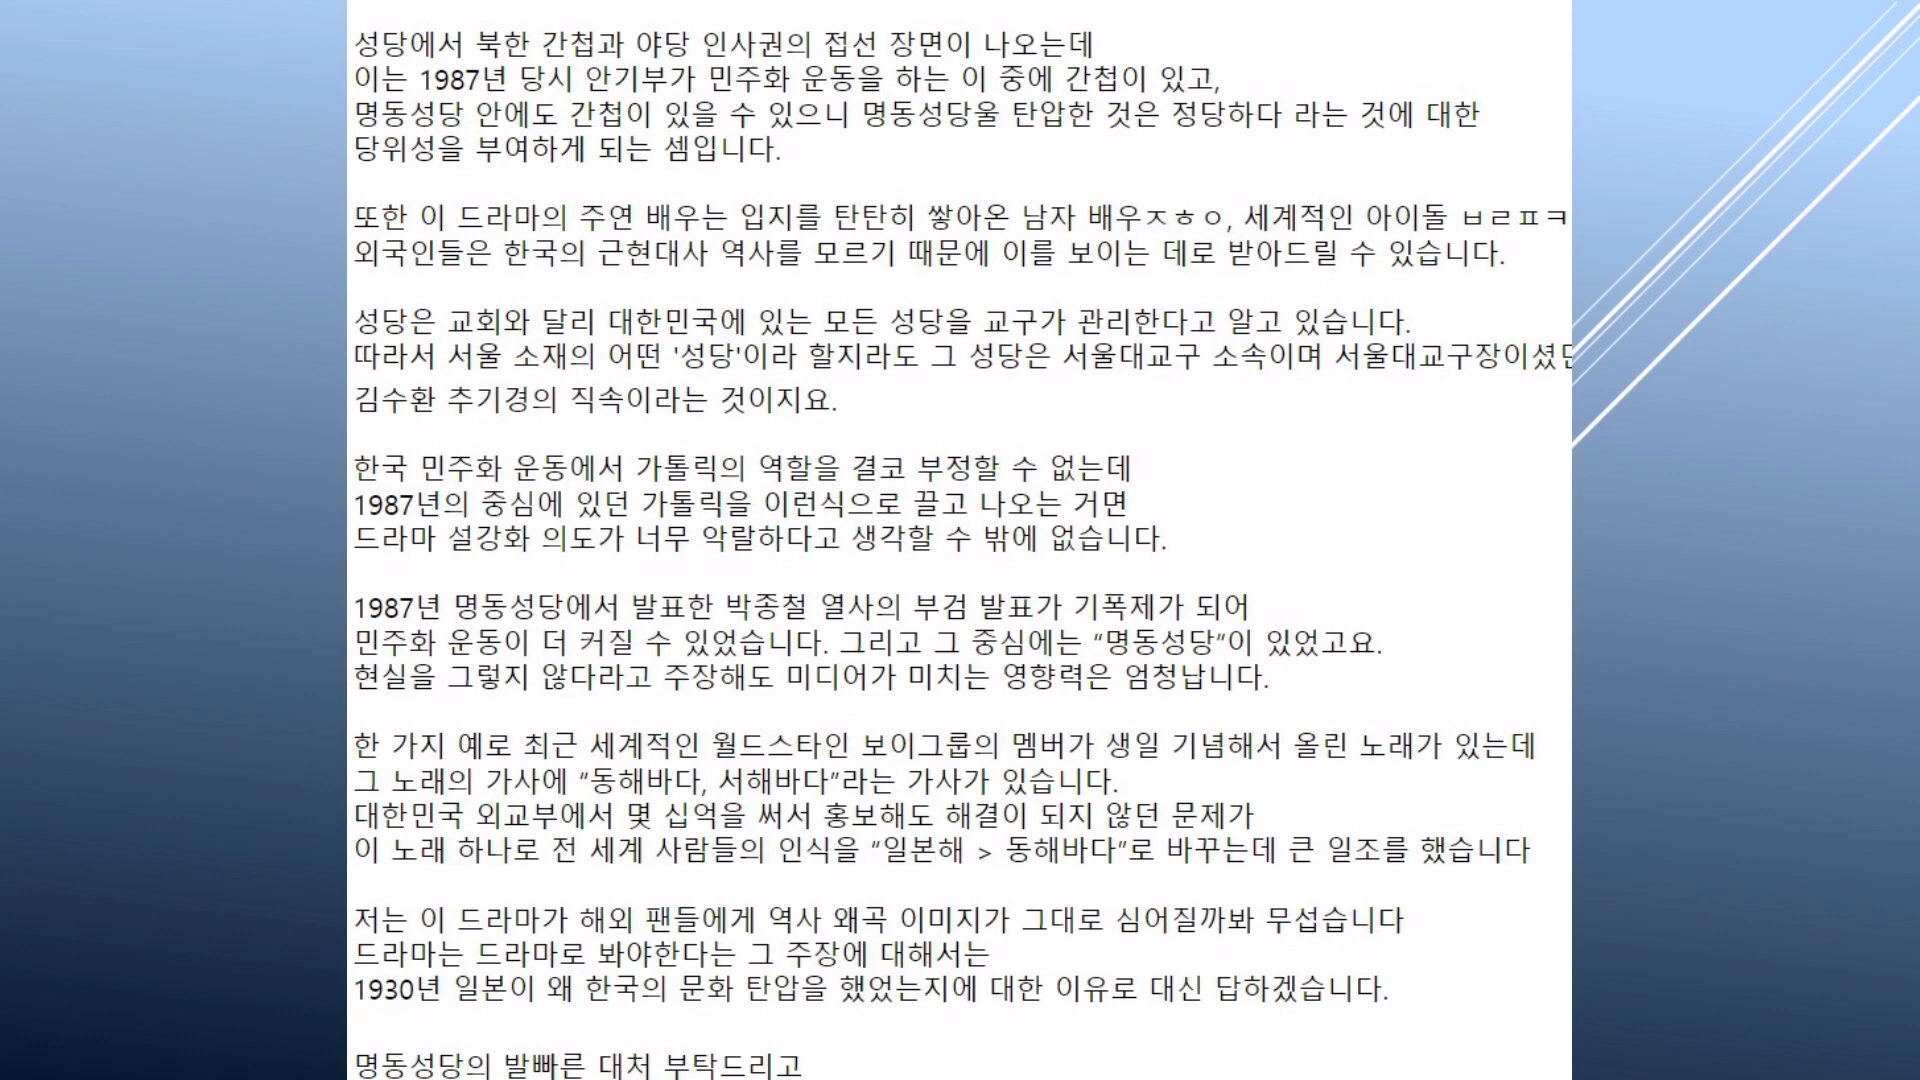 성당에서 북한 간첩과 야당 인사권의 접선 장면이 나오는데
이는 1987년 당시 안기부가 민주화 운동을 하는 이 중에 간첩이 있고,
명동성당 안에도 간첩이 있을 수 있으니 명동성당울 탄압한 것은 정당하다 라는 것에 대한
당위성을 부여하게 되는 셈입니다.
또한 이 드라마의 주연 배우는 입지를 탄탄히 쌓아온 남자 배우ㅈㅎㅇ, 세계적인 아이돌 ㅂㄹㅍㅋ
외국인들은 한국의 근현대사 역사를 모르기 때문에 이를 보이는 데로 받아드릴 수 있습니다.
성당은 교회와 달리 대한민국에 있는 모든 성당을 교구가 관리한다고 알고 있습니다.
따라서 서울 소재의 어떤 '성당'이라 할지라도 그 성당은 서울대교구 소속이며 서울대교구장이셨던
김수환 추기경의 직속이라는 것이지요.
한국 민주화 운동에서 가톨릭의 역할을 결코 부정할 수 없는데
1987년의 중심에 있던 가톨릭을 이런식으로 끌고 나오는 거면
드라마 설강화 의도가 너무 악랄하다고 생각할 수 밖에 없습니다.
1987년 명동성당에서 발표한 박종철 열사의 부검 발표가 기폭제가 되어
민주화 운동이 더 커질 수 있었습니다. 그리고 그 중심에는 “명동성당”이 있었고요.
현실을 그렇지 않다라고 주장해도 미디어가 미치는 영향력은 엄청납니다.
한 가지 예로 최근 세계적인 월드스타인 보이그룹의 멤버가 생일 기념해서 올린 노래가 있는데
그 노래의 가사에 “동해바다, 서해바다”라는 가사가 있습니다.
대한민국 외교부에서 몇 십억을 써서 홍보해도 해결이 되지 않던 문제가
이 노래 하나로 전 세계 사람들의 인식을 “일본해 > 동해바다”로 바꾸는데 큰 일조를 했습니다
저는 이 드라마가 해외 팬들에게 역사 왜곡 이미지가 그대로 심어질까봐 무섭습니다
드라마는 드라마로 봐야한다는 그 주장에 대해서는
1930년 일본이 왜 한국의 문화 탄압을 했었는지에 대한 이유로 대신 답하겠습니다.
명동성당의 발빠른 대처 부탁드리고